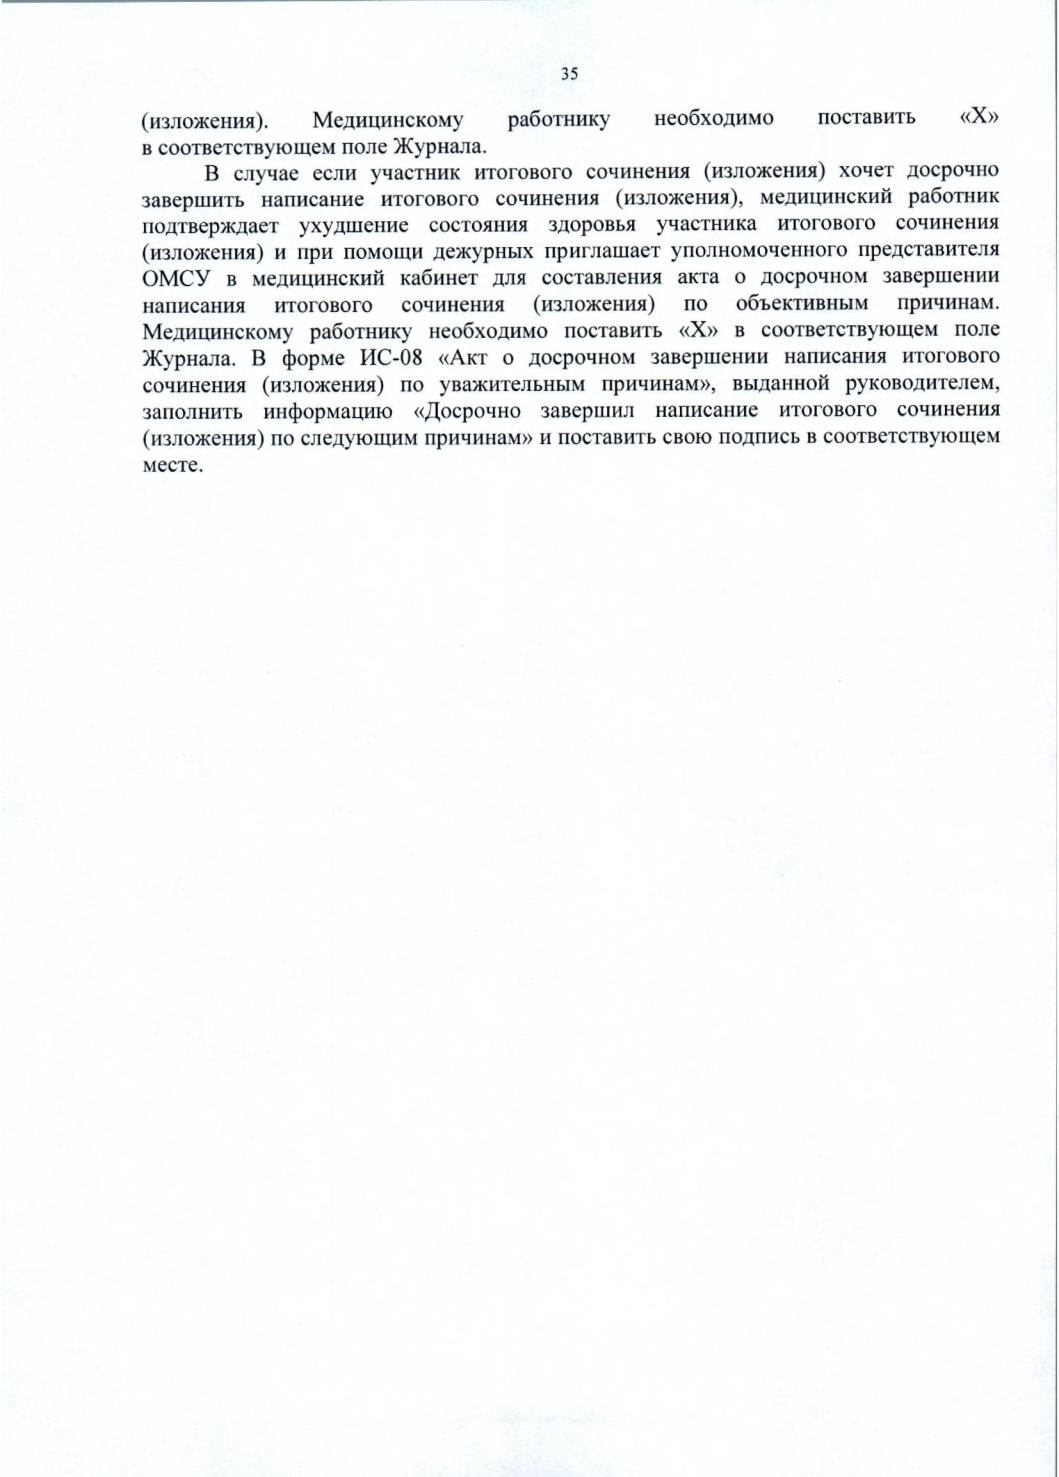 35
(изложения). Медицинскому работнику необходимо поставить «Х»
в соответствующем поле Журнала.
В случае если участник итогового сочинения (изложения) хочет досрочно
завершить написание итогового сочинения (изложения), медицинский работник
подтверждает ухудшение состояния здоровья участника итогового сочинения
(изложения) и при помощи дежурных приглашает уполномоченного представителя
ОМСУ в медицинский кабинет для составления акта о досрочном завершении
написания итогового сочинения (изложения) по объективным причинам.
Медицинскому работнику необходимо поставить «Х» в соответствующем поле
Журнала. В форме ИС-08 «Акт о досрочном завершении написания итогового
сочинения (изложения) по уважительным причинам», выданной руководителем,
заполнить информацию «Досрочно завершил написание итогового сочинения
(изложения) по следующим причинам» и поставить свою подпись в соответствующем
месте.